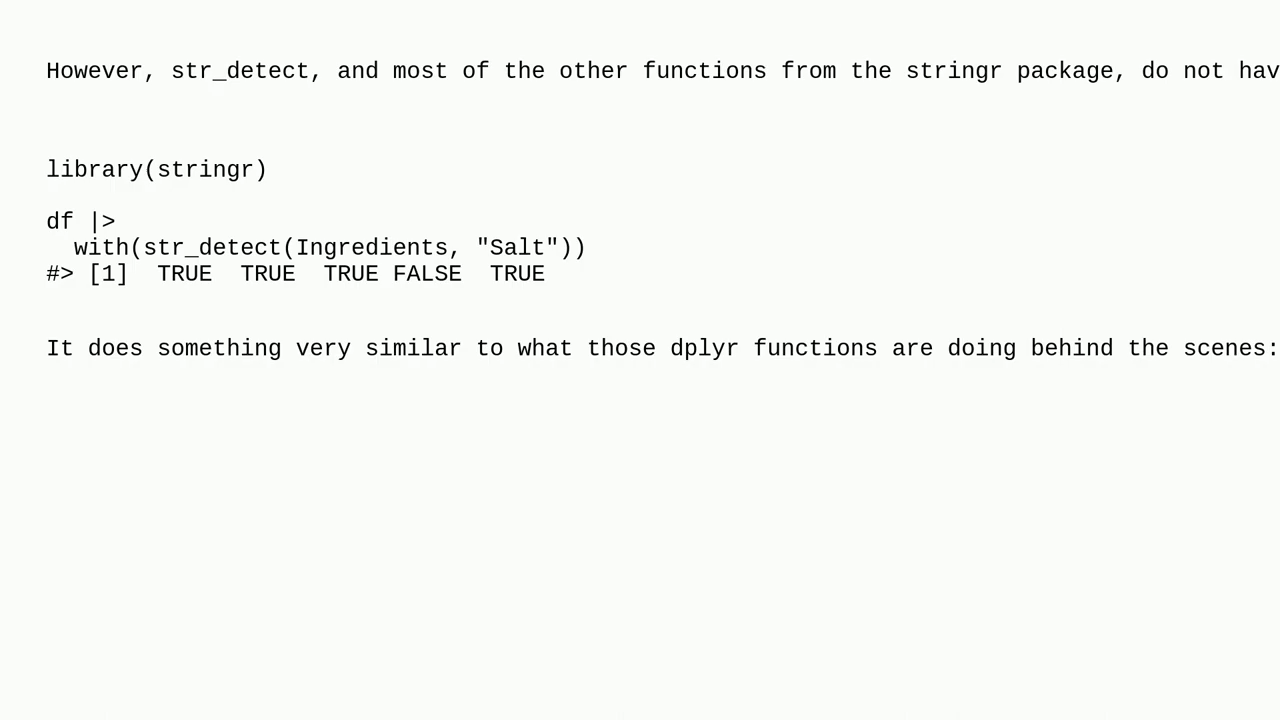 However, str_detect, and most of the other functions from the stringr package, do not hav
library(stringr)
df |>
  with(str_detect(Ingredients, "Salt"))
#> [1]  TRUE  TRUE  TRUE FALSE  TRUE
It does something very similar to what those dplyr functions are doing behind the scenes: